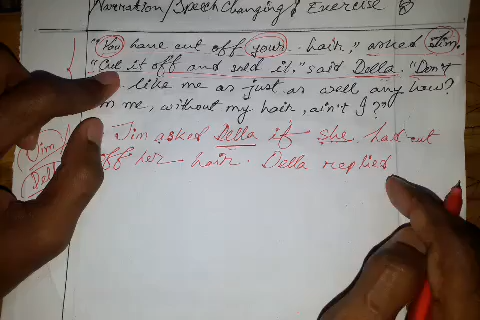 Narration/Speech Changing: Exercise 8
"You have cut off your hair," asked Jim.
"Cut it off and sold it," said Della. "Don't
like me as just as well any how?
me, without my hair, ain't I?"
Jim asked Della if she had cut
off her hair. Della replied
Jim
Del